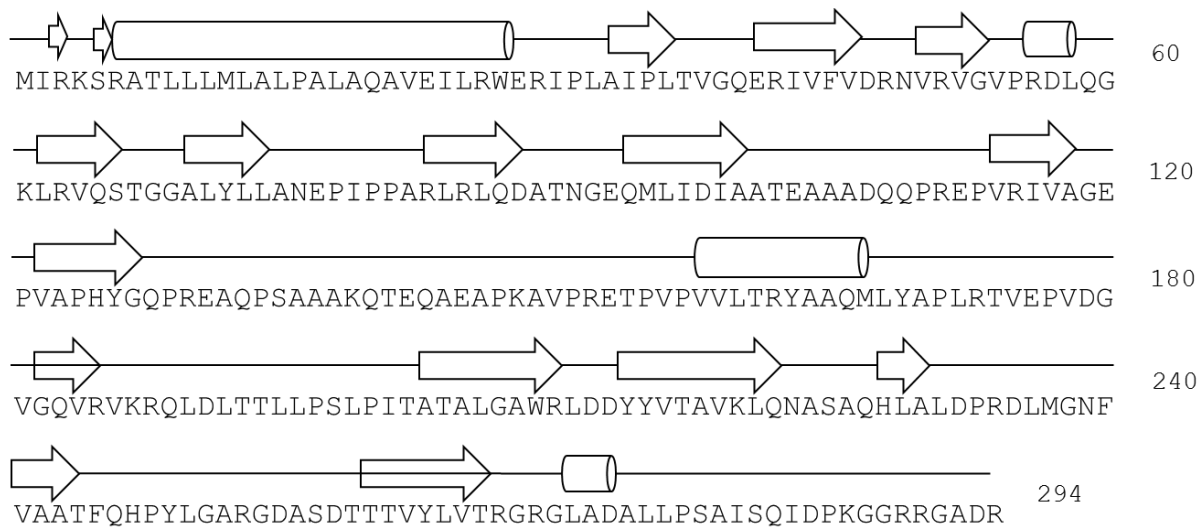 MIRKSRATLLLMLALPALAQAVEILRWERIPLAIPLTVGQERIVFVDRNVRVGVPRDLQG 60
KLRVQSTGGALYLLANEPIPPARLRLQDATNGEQMLIDIAATEAAADQQPREPVRIVAGE 120
PVAPHYGQPREAQPSAAAKQTEQAEAPKAVPRETPVPVVLTRYAAQMLYAPLRTVEPVDG 180
VGQVRVKRQLDLTTLLPSLPITATALGAWRLDDYYVTAVKLQNASAQHLALDPRDLMGNF 240
VAATFQHPYLGARGDASDTTTVYLVTRGRGLADALLPSAISQIDPKGGRRGADR 294